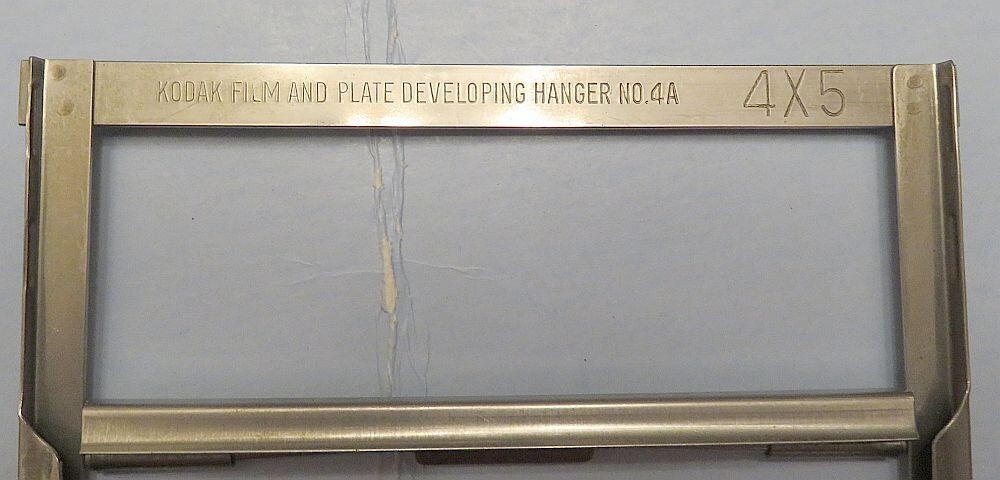 KODAK FILM AND PLATE DEVELOPING HANGER NO.4A 4X5